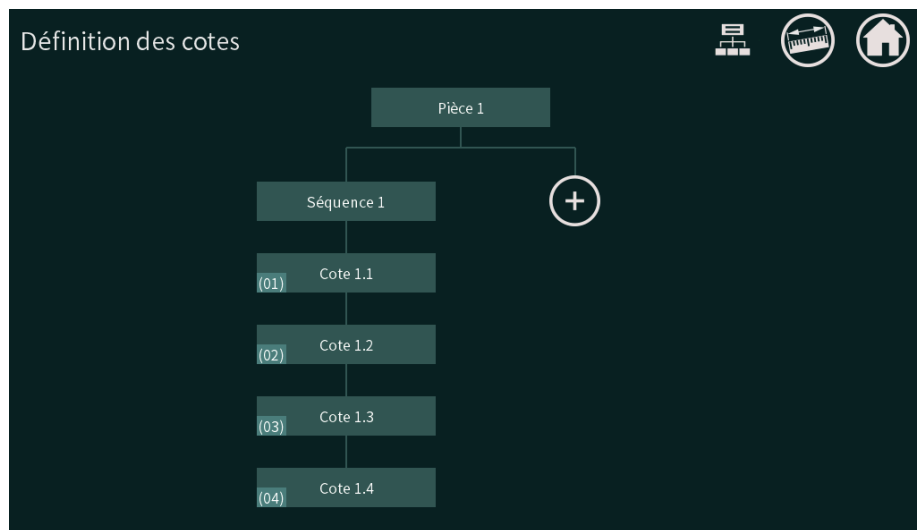 Définition des cotes
Pièce 1
Séquence 1
+
Cote 1.1
(01)
Cote 1.2
(02)
Cote 1.3
(03)
Cote 1.4
(04)